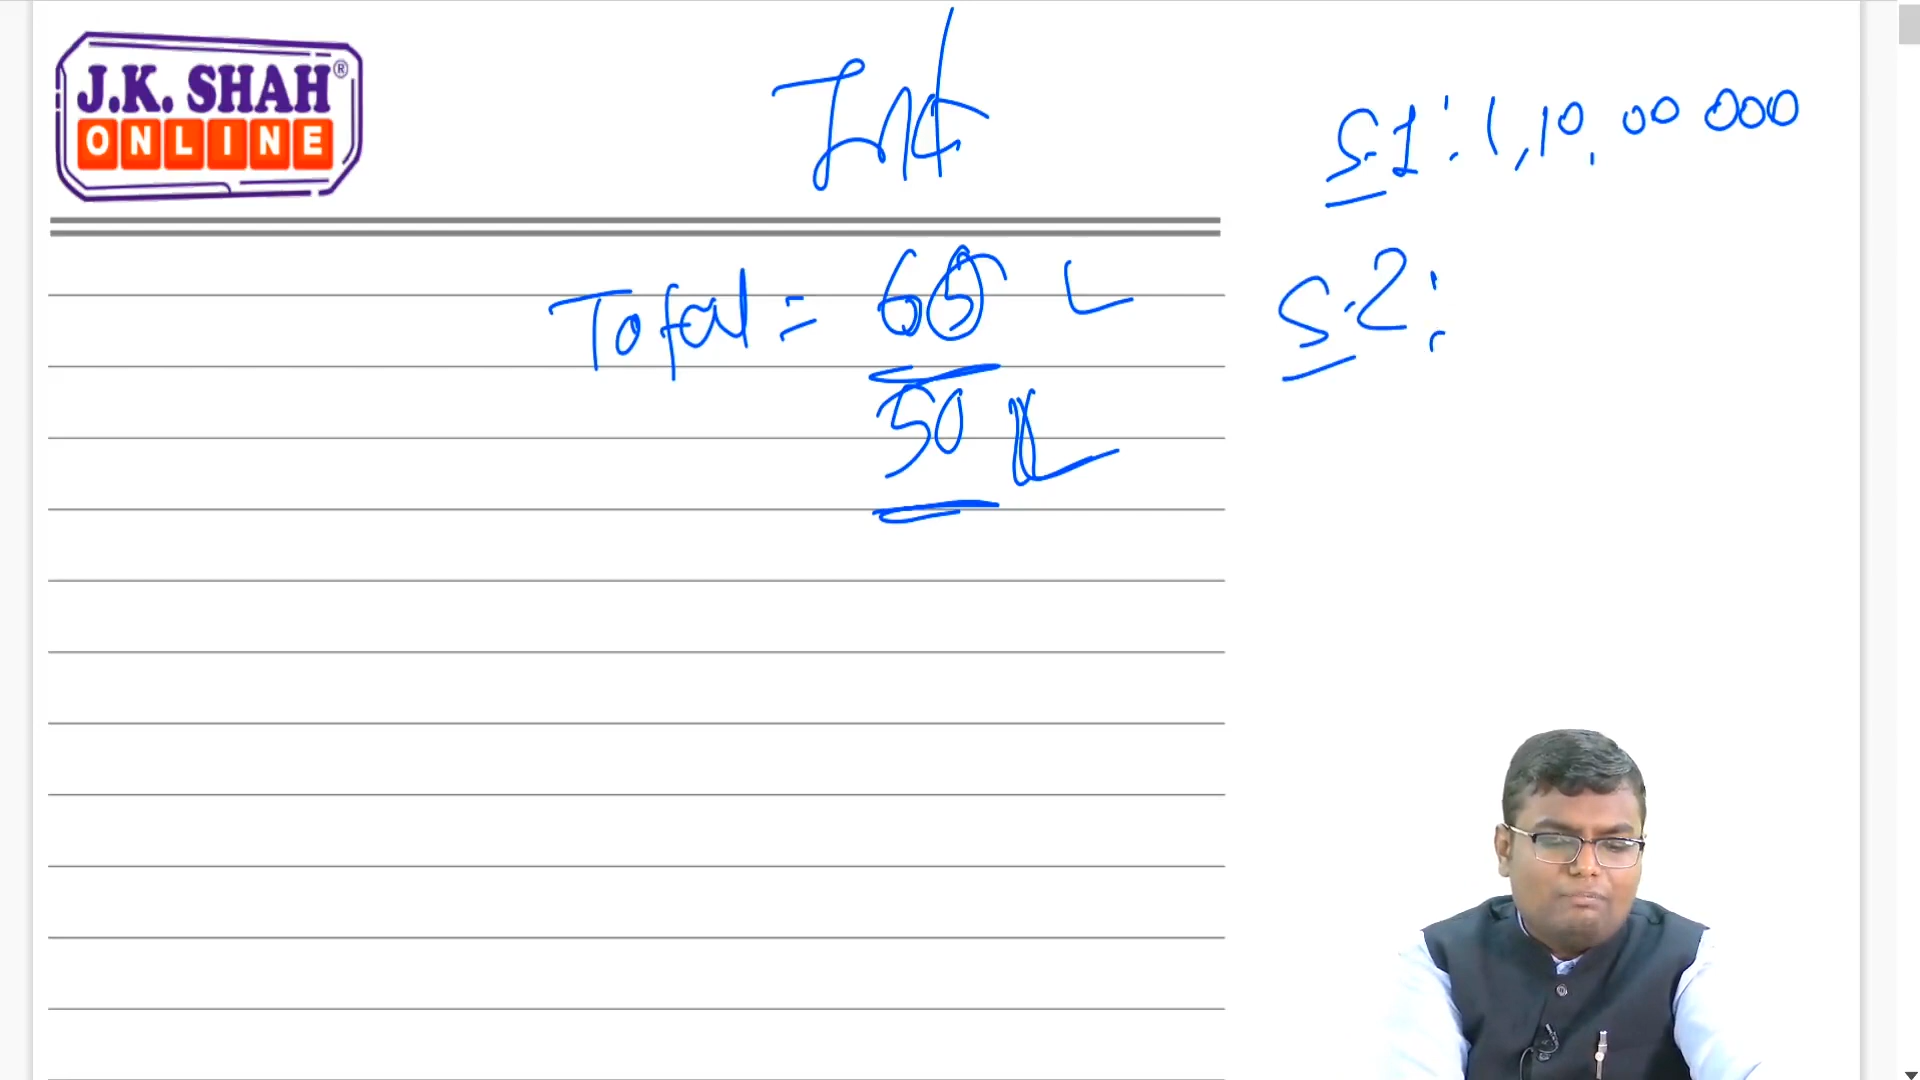 J.K. SHAH®
ONLINE
Int
S.1: 1,10,00 000
Total = 65 L
S.2:
50 L